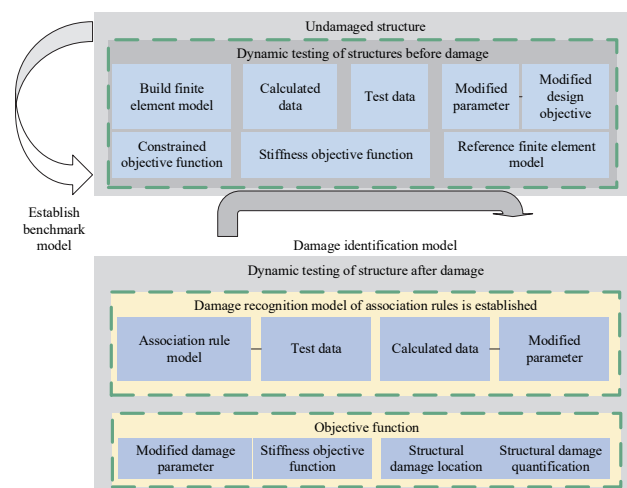 Undamaged structure
Dynamic testing of structures before damage
Build finite
element model
Calculated
data
Test data
Modified
parameter
Modified
design
objective
Constrained
objective function
Stiffness objective function
Reference finite element
model
Establish
benchmark
model
Damage identification model
Dynamic testing of structure after damage
Damage recognition model of association rules is established
Association rule
model
Test data
Calculated data
Modified
parameter
Objective function
Modified damage
parameter
Stiffness objective
function
Structural
damage location
Structural damage
quantification